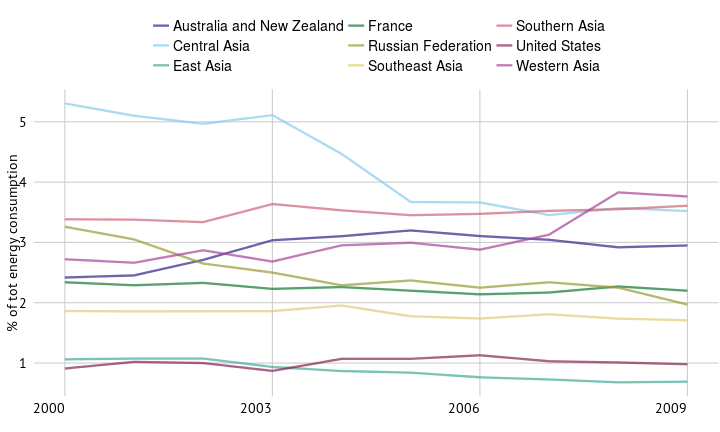 Australia and New Zealand France Southern Asia
Central Asia Russian Federation United States
East Asia Southeast Asia Western Asia
% of tot energy consumption
5
4
3
2
1
2000 2003 2006 2009